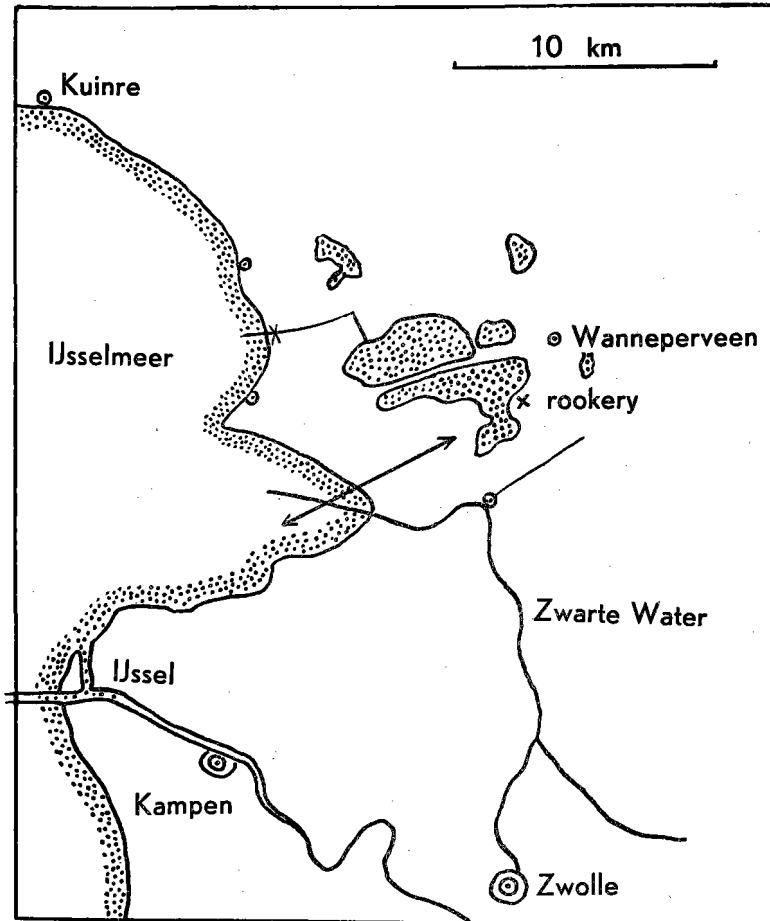 10 km
Kuinre
IJsselmeer
Wanneperveen
rookery
Zwarte Water
IJssel
Kampen
Zwolle